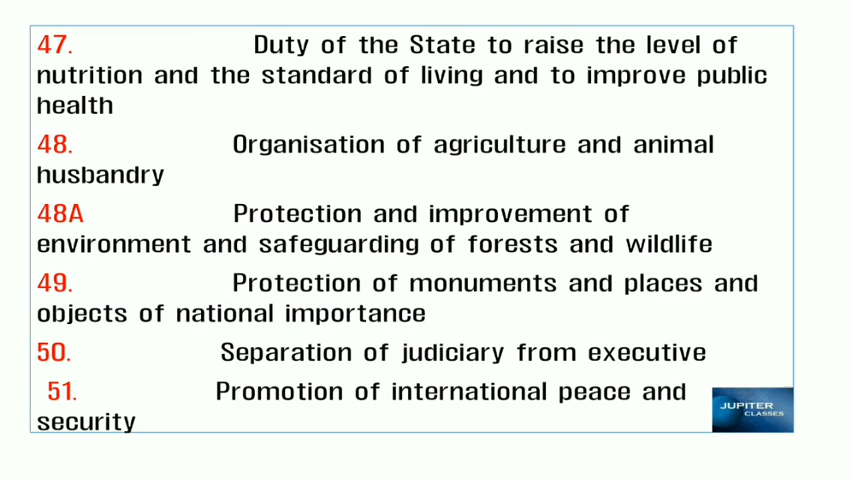 47. Duty of the State to raise the level of
nutrition and the standard of living and to improve public
health
48. Organisation of agriculture and animal
husbandry
48A Protection and improvement of
environment and safeguarding of forests and wildlife
49. Protection of monuments and places and
objects of national importance
50. Separation of judiciary from executive
51. Promotion of international peace and
security
JUPITER
CLASSES